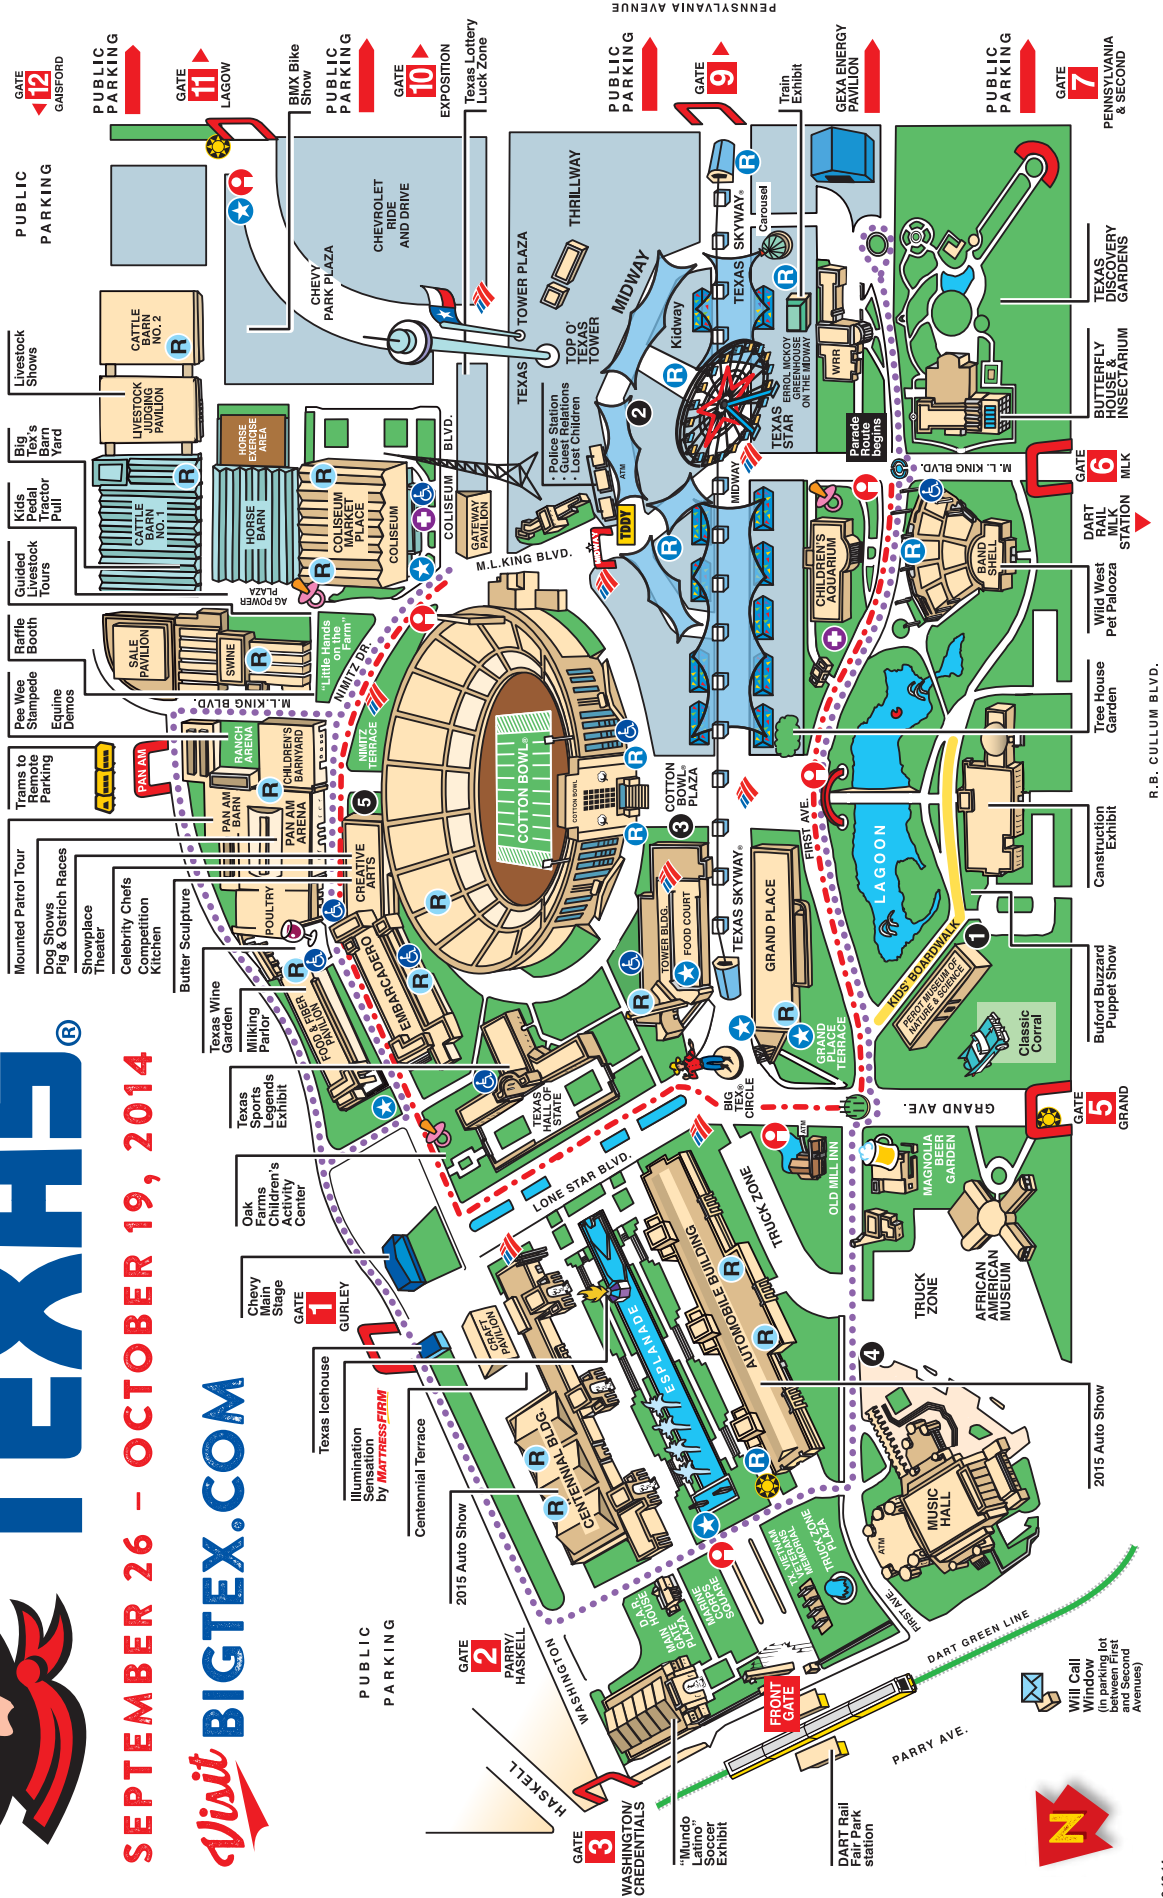 TEXAS®
SEPTEMBER 26 – OCTOBER 19, 2014
Visit BIGTEX.COM
Mounted Patrol Tour
Dog Shows
Pig & Ostrich Races
Showplace
Theater
Celebrity Chefs
Competition
Kitchen
Butter Sculpture
Texas Wine
Garden
Milking
Parlor
Texas
Sports
Legends
Exhibit
Oak
Farms
Children's
Activity
Center
Chevy
Main
Stage
GATE
1
GURLEY
Texas Icehouse
Illumination
Sensation
by MATTRESSFIRM
Centennial Terrace
2015 Auto Show
Trams to
Remote
Parking
Pee Wee
Stampede
Equine
Demos
Raffle
Booth
Guided
Livestock
Tours
Kids
Pedal
Tractor
Pull
Big
Tex's
Barn
Yard
Livestock
Shows
PUBLIC
PARKING
GATE
12
GAISFORD
PUBLIC
PARKING
GATE
11
LAGOW
BMX Bike
Show
PUBLIC
PARKING
GATE
10
EXPOSITION
Texas Lottery
Luck Zone
PENNSYLVANIA AVENUE
PUBLIC
PARKING
GATE
9
Train
Exhibit
GEXA ENERGY
PAVILION
PUBLIC
PARKING
GATE
7
PENNSYLVANIA
& SECOND
CATTLE
BARN
NO. 2
R
LIVESTOCK
JUDGING
PAVILION
CATTLE
BARN NO. 1
R
HORSE
EXERCISE
AREA
HORSE
BARN
COLISEUM
MARKET
PLACE
R
R
COLISEUM
AG POWER
PLAZA
SALE
PAVILION
SWINE
R
"Little Hands
on the
Farm"
NIMITZ DR.
M.L.KING BLVD.
PAN AM
RANCH
ARENA
CHILDREN'S
BARNYARD
R
PAN AM
BARN
PAN AM
ARENA
POULTRY
NIMITZ
TERRACE
5
CREATIVE
ARTS
R
FOOD & FIBER
PAVILION
EMBARCADERO
R
CHEVY
PARK PLAZA
CHEVROLET
RIDE
AND DRIVE
TEXAS TOWER PLAZA
THRILLWAY
TOP O'
TEXAS
TOWER
COLISEUM BLVD.
GATEWAY
PAVILION
M.L.KING BLVD.
· Police Station
· Guest Relations
· Lost Children
ATM
TDDY
MIDWAY
MIDWAY
Kidway
2
R
R
R
R
TEXAS SKYWAY®
Carousel
ERROL MCKOY
GREENHOUSE
ON THE MIDWAY
TEXAS
STAR
MIDWAY
WRR
Parade
Route
begins
CHILDREN'S
AQUARIUM
M. L. KING BLVD.
GATE
6
MLK
DART
RAIL
MLK
STATION
BAND
SHELL
R
Wild West
Pet Palooza
BUTTERFLY
HOUSE &
INSECTARIUM
TEXAS
DISCOVERY
GARDENS
Tree House
Garden
R.B. CULLUM BLVD.
COTTON BOWL®
COTTON BOWL
R
R
R
COTTON
BOWL®
PLAZA
3
TOWER BLDG.
FOOD COURT
R
TEXAS SKYWAY®
GRAND PLACE
R
GRAND
PLACE
TERRACE
FIRST AVE.
LAGOON
KIDS' BOARDWALK
1
PEROT MUSEUM OF
NATURE & SCIENCE
Classic
Corral
Construction
Exhibit
Buford Buzzard
Puppet Show
TEXAS
HALL OF
STATE
BIG
TEX®
CIRCLE
GRAND AVE.
GATE
5
GRAND
LONE STAR BLVD.
ATM
OLD MILL INN
MAGNOLIA
BEER
GARDEN
TRUCK ZONE
TRUCK
ZONE
AFRICAN
AMERICAN
MUSEUM
CRAFT
PAVILION
CENTENNIAL BLDG.
R
R
ESPLANADE
AUTOMOBILE BUILDING
R
R
R
4
2015 Auto Show
MUSIC
HALL
ATM
TX VIETNAM
VETERANS
MEMORIAL
TRUCK ZONE
PLAZA
FIRST AVE.
D.A.R.
HOUSE
MAIN
GATE
PLAZA
MARINE
CORPS
SQUARE
FRONT
GATE
PUBLIC
PARKING
GATE
2
PARRY/
HASKELL
WASHINGTON
HASKELL
GATE
3
WASHINGTON/
CREDENTIALS
"Mundo
Latino"
Soccer
Exhibit
DART Rail
Fair Park
station
PARRY AVE.
DART GREEN LINE
Will Call
Window
(in parking lot
between First
and Second
Avenues)
N